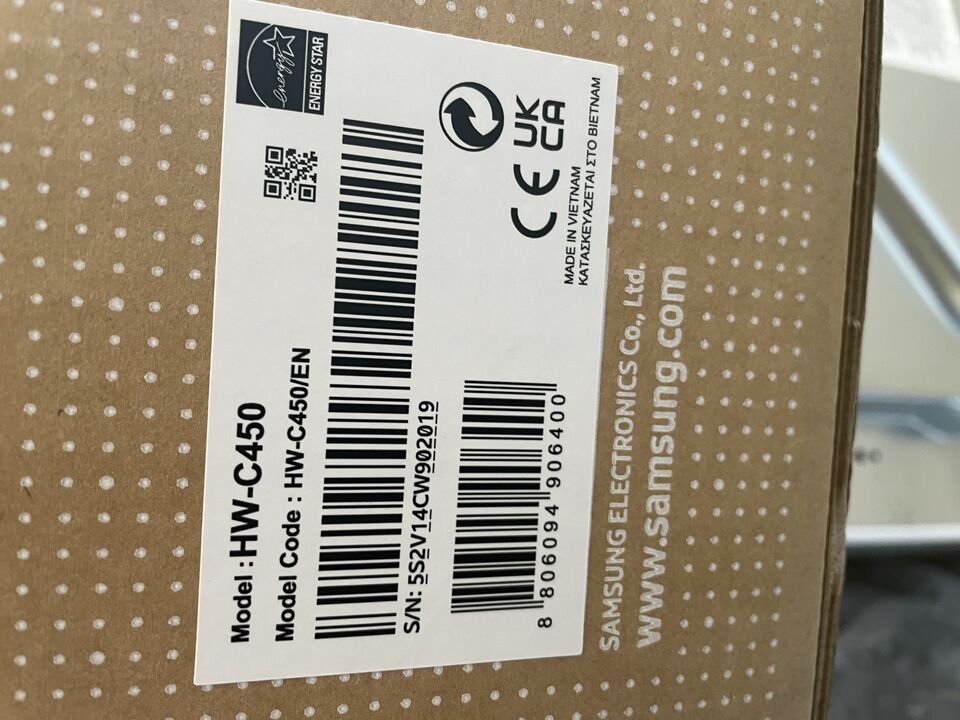 energy
ENERGY STAR
Model : HW-C450
Model Code : HW-C450/EN
S/N: 5S2V14CW902019
8 806094 906400
CE UK
CA
MADE IN VIETNAM
ΚΑΤΑΣΚΕΥΑΖΕΤΑΙ ΣΤΟ ΒΙΕΤΝΑΜ
SAMSUNG ELECTRONICS Co., Ltd.
www.samsung.com